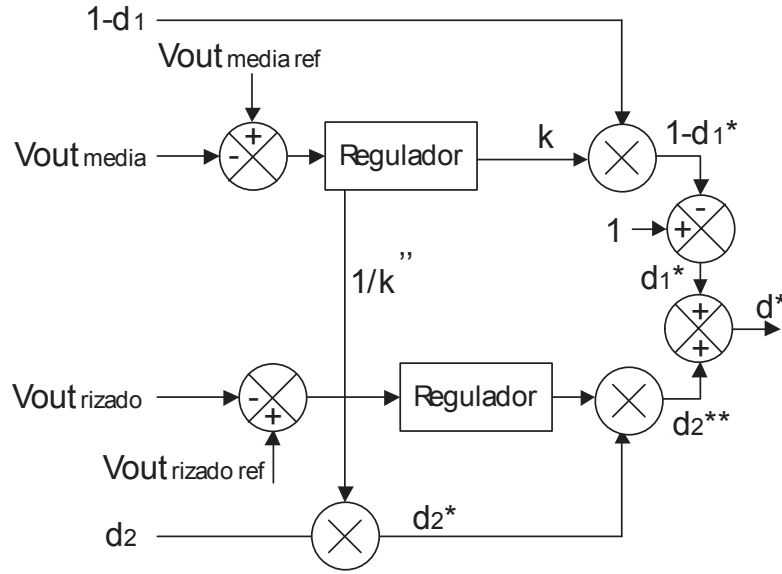 1-d1
Vout media ref
+
-
Vout media
Regulador
k
1-d1*
-
1
+
d1*
1/k''
+
+
d*
Vout rizado
-
+
Regulador
d2**
Vout rizado ref
d2
d2*